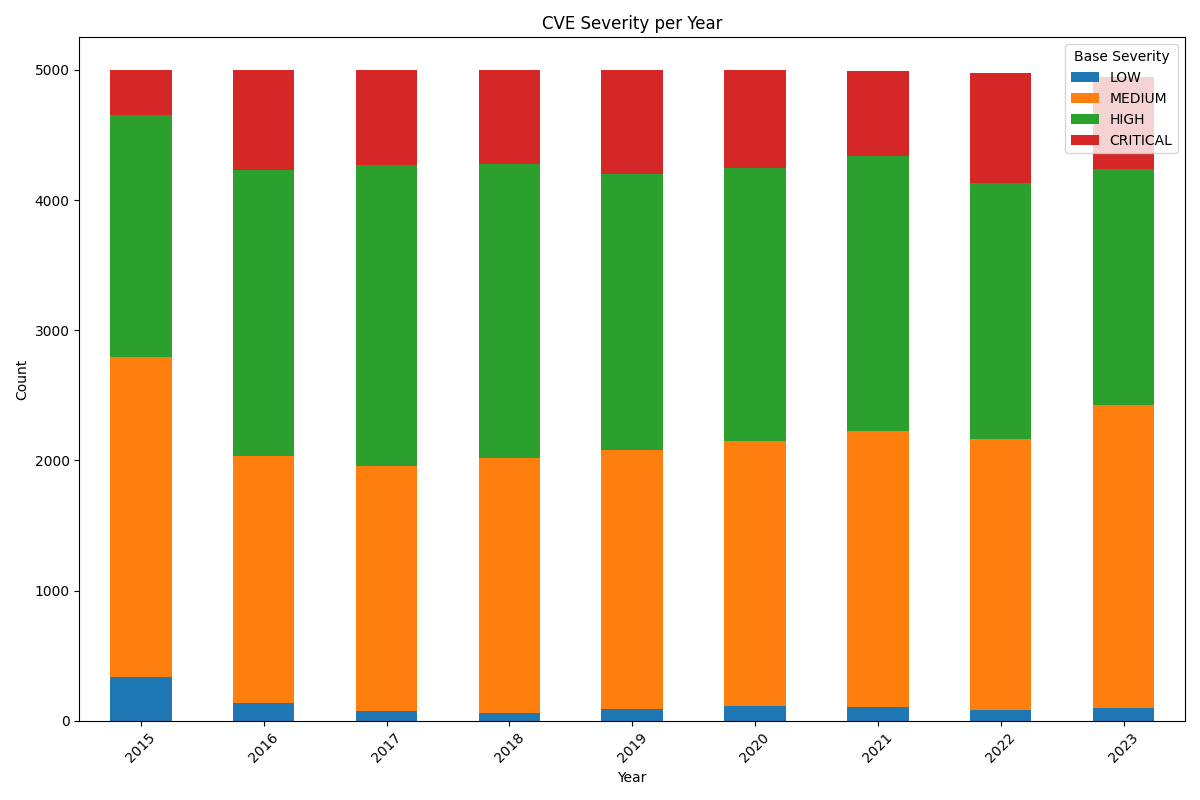 CVE Severity per Year
Base Severity
LOW
MEDIUM
HIGH
CRITICAL
Count
5000
4000
3000
2000
1000
0
2015
2016
2017
2018
2019
2020
2021
2022
2023
Year